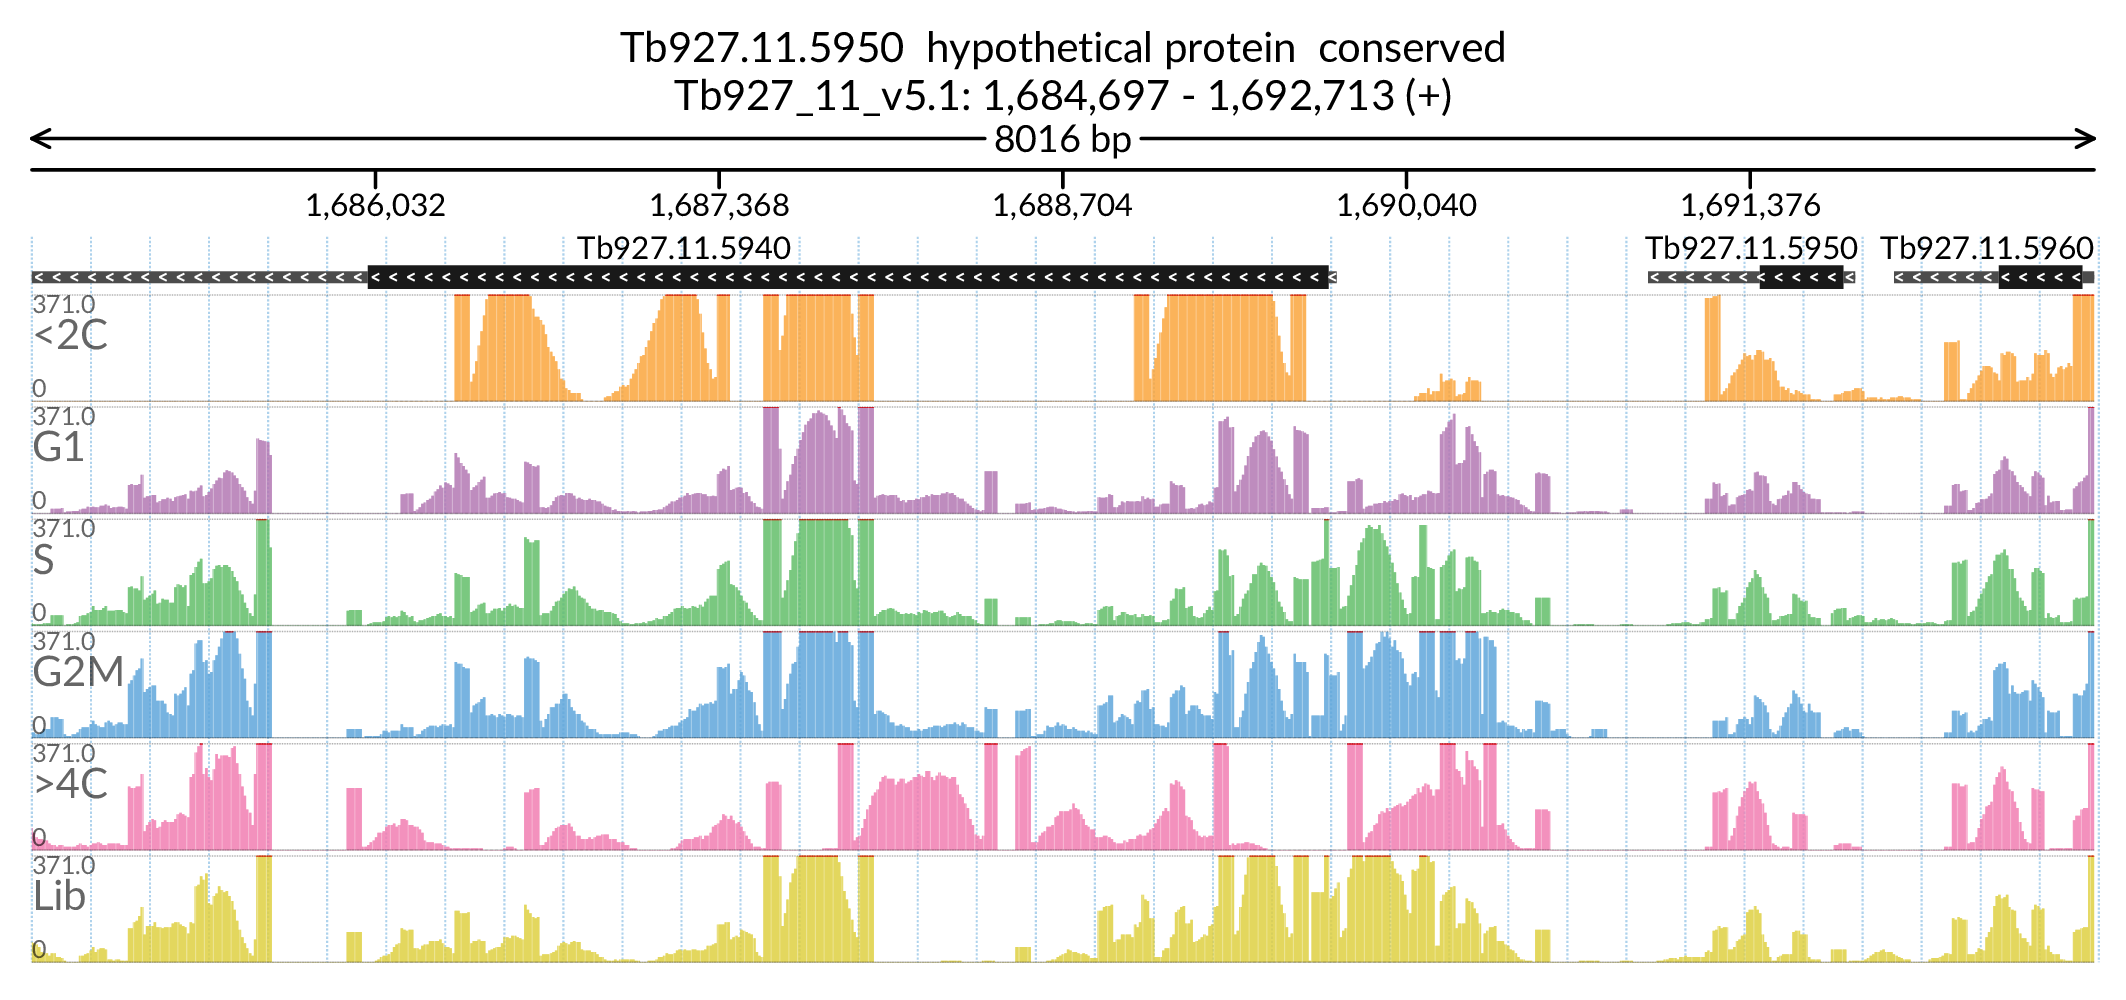 Tb927.11.5950 hypothetical protein conserved
Tb927_11_v5.1: 1,684,697 - 1,692,713 (+)
8016 bp
1,686,032 1,687,368 1,688,704 1,690,040 1,691,376
Tb927.11.5940 Tb927.11.5950 Tb927.11.5960
371.0
<2C
0
371.0
G1
0
371.0
S
0
371.0
G2M
0
371.0
>4C
0
371.0
Lib
0